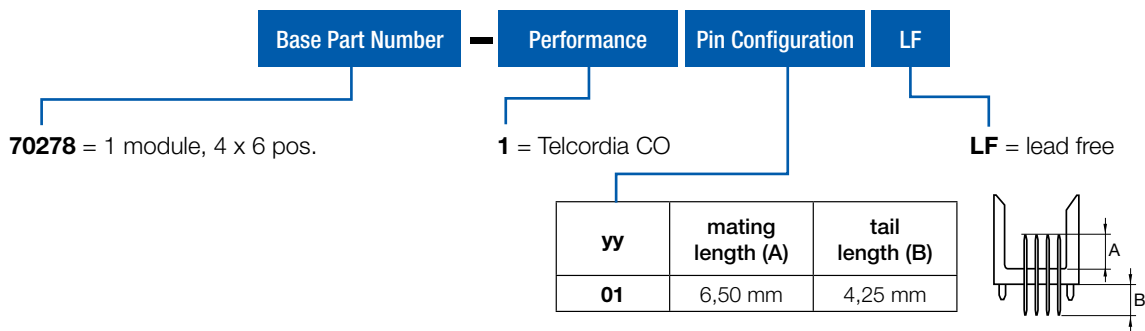 Base Part Number – Performance Pin Configuration LF
70278 = 1 module, 4 x 6 pos.
1 = Telcordia CO
LF = lead free
yy mating length (A) tail length (B)
01 6,50 mm 4,25 mm
A
B